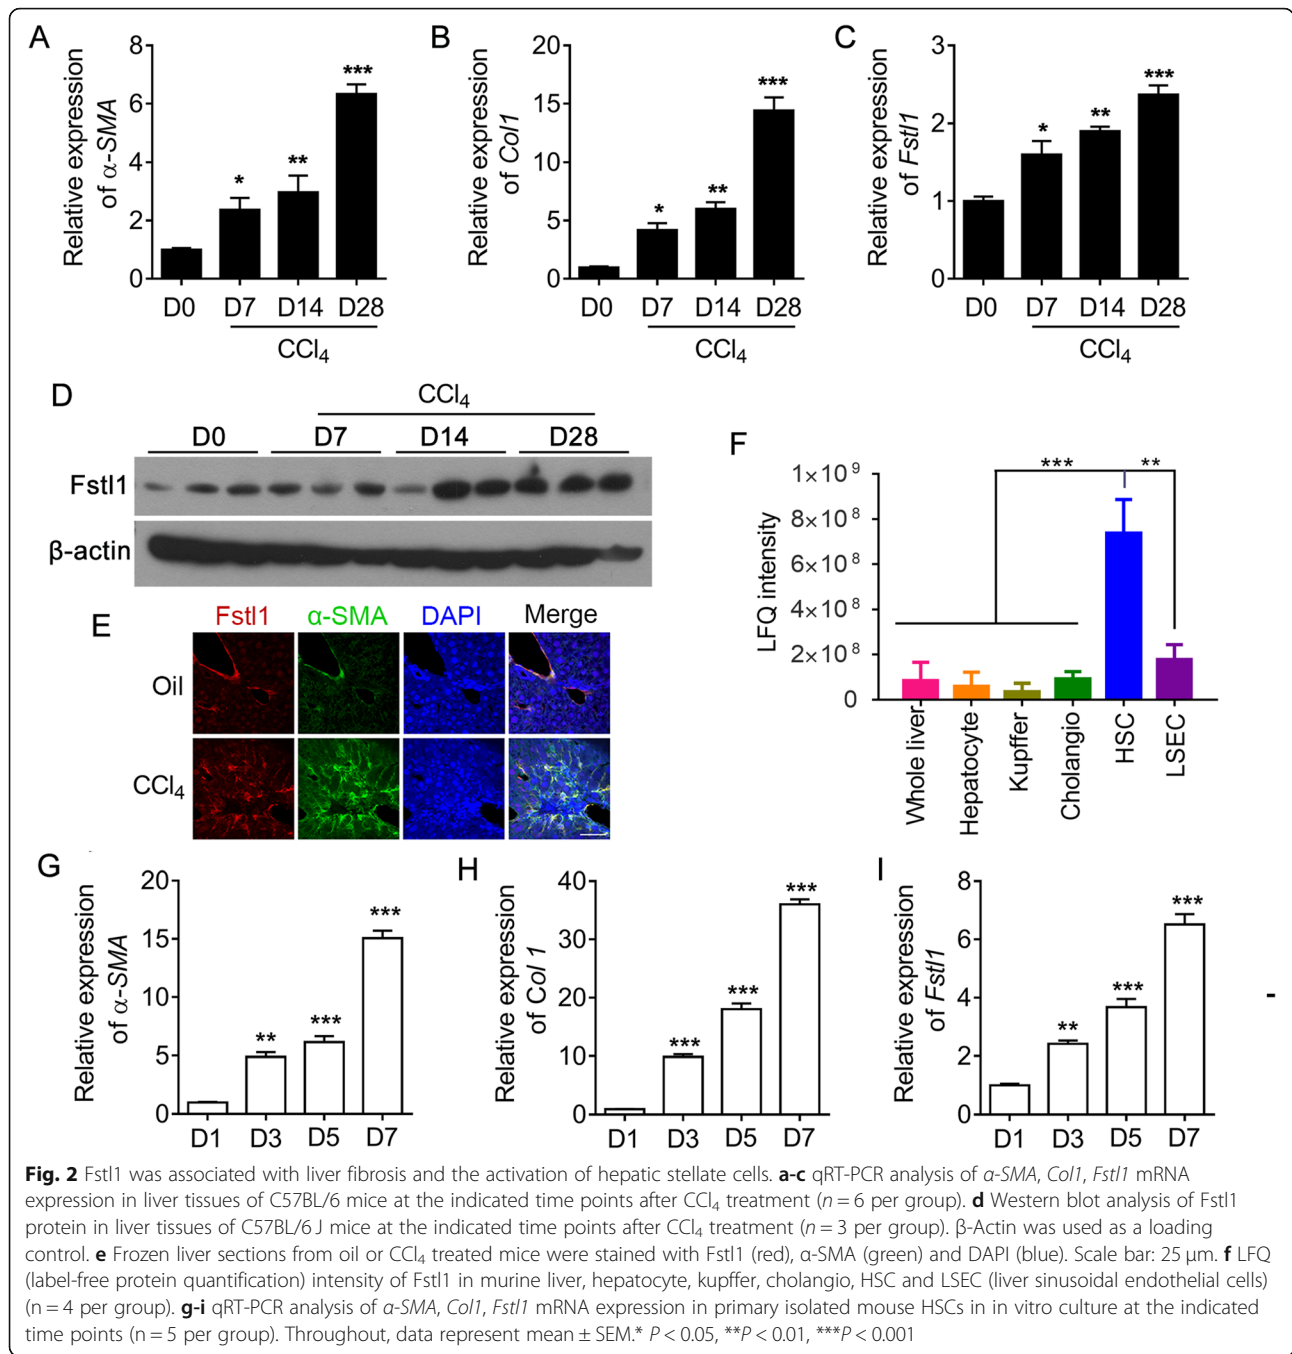 A
Relative expression
of α-SMA
8
6
4
2
0
*
**
***
D0 D7 D14 D28
CCl4
B
Relative expression
of Col1
20
15
10
5
0
*
**
***
D0 D7 D14 D28
CCl4
C
Relative expression
of Fstl1
3
2
1
0
*
**
***
D0 D7 D14 D28
CCl4
D
CCl4
D0 D7 D14 D28
Fstl1
β-actin
E
Fstl1 α-SMA DAPI Merge
Oil
CCl4
F
LFQ intensity
1×10⁹
8×10⁸
6×10⁸
4×10⁸
2×10⁸
0
*** **
Whole liver
Hepatocyte
Kupffer
Cholangio
HSC
LSEC
G
Relative expression
of α-SMA
20
15
10
5
0
**
***
***
D1 D3 D5 D7
H
Relative expression
of Col 1
40
30
20
10
0
***
***
***
D1 D3 D5 D7
I
Relative expression
of Fstl1
8
6
4
2
0
**
***
***
D1 D3 D5 D7
-
Fig. 2 Fstl1 was associated with liver fibrosis and the activation of hepatic stellate cells. a-c qRT-PCR analysis of α-SMA, Col1, Fstl1 mRNA
expression in liver tissues of C57BL/6 mice at the indicated time points after CCl4 treatment (n = 6 per group). d Western blot analysis of Fstl1
protein in liver tissues of C57BL/6 J mice at the indicated time points after CCl4 treatment (n = 3 per group). β-Actin was used as a loading
control. e Frozen liver sections from oil or CCl4 treated mice were stained with Fstl1 (red), α-SMA (green) and DAPI (blue). Scale bar: 25 μm. f LFQ
(label-free protein quantification) intensity of Fstl1 in murine liver, hepatocyte, kupffer, cholangio, HSC and LSEC (liver sinusoidal endothelial cells)
(n = 4 per group). g-i qRT-PCR analysis of α-SMA, Col1, Fstl1 mRNA expression in primary isolated mouse HSCs in in vitro culture at the indicated
time points (n = 5 per group). Throughout, data represent mean ± SEM.* P < 0.05, **P < 0.01, ***P < 0.001